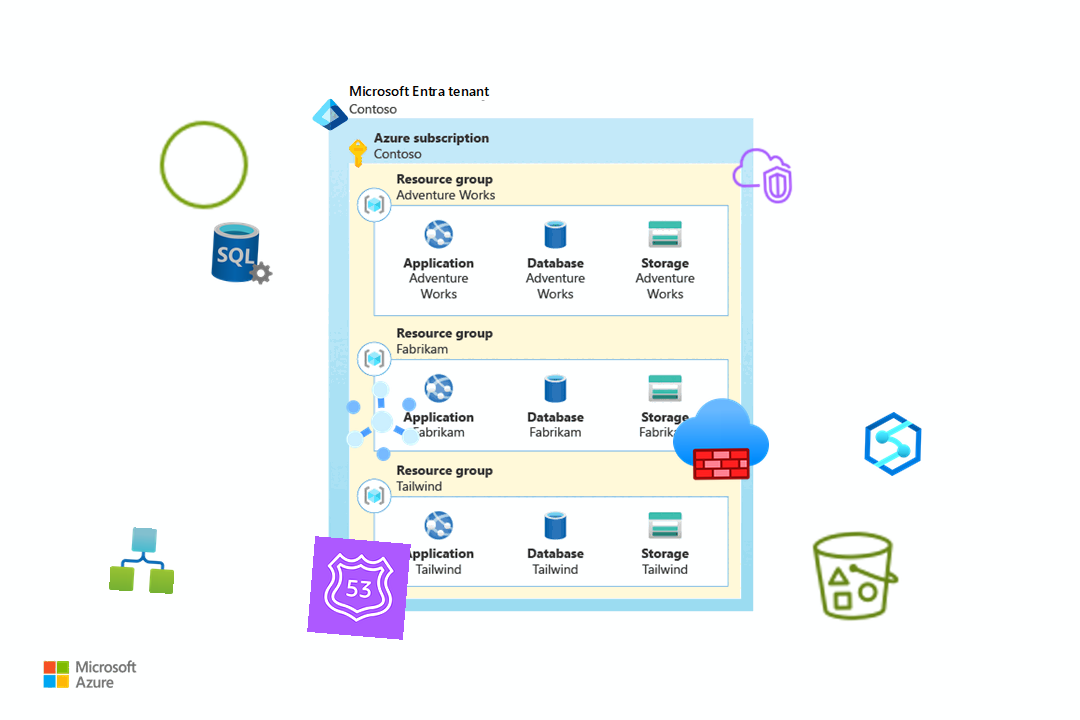 Microsoft Entra tenant
Contoso
Azure subscription
Contoso
Resource group
Adventure Works
Application
Adventure
Works
Database
Adventure
Works
Storage
Adventure
Works
SQL
Resource group
Fabrikam
Application
Fabrikam
Database
Fabrikam
Storage
Resource group
Tailwind
Application
Tailwind
Database
Tailwind
Storage
Tailwind
53
Microsoft
Azure